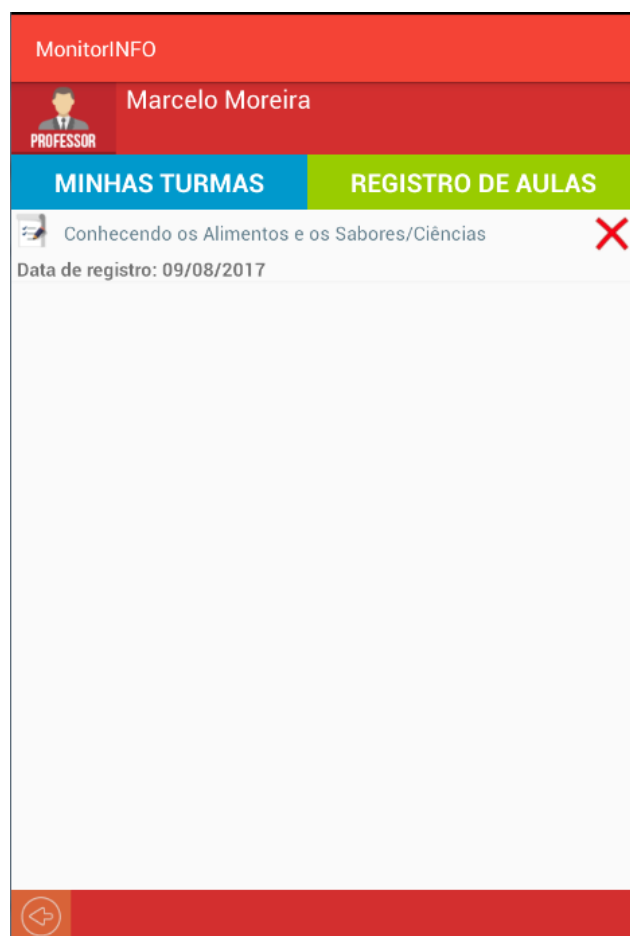 MonitorINFO
Marcelo Moreira
PROFESSOR
MINHAS TURMAS
REGISTRO DE AULAS
Conhecendo os Alimentos e os Sabores/Ciências
Data de registro: 09/08/2017